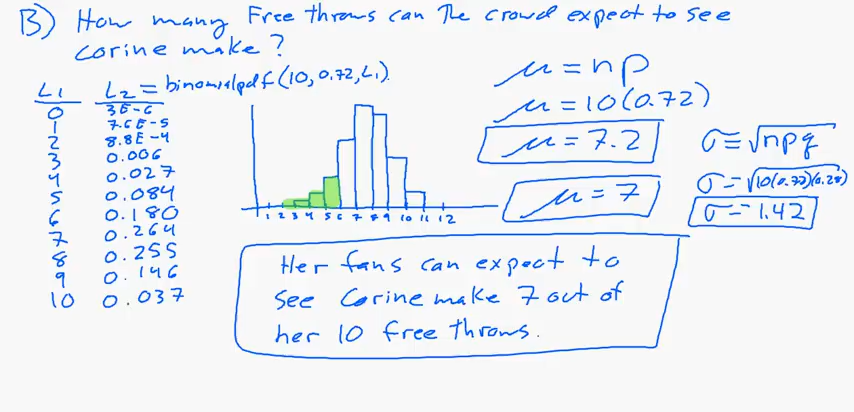 B) How many Free throws can the crowd expect to see
corine make?
L1 L2 = binomialpdf(10, 0.72, L1)
0 3E-6
1 7.6E-5
2 8.8E-4
3 0.006
4 0.027
5 0.084
6 0.180
7 0.264
8 0.255
9 0.146
10 0.037
1 2 3 4 5 6 7 8 9 10 11 12
μ = np
μ = 10(0.72)
μ = 7.2
μ = 7
σ = √npq
σ = √10(0.72)(0.28)
σ = 1.42
Her fans can expect to
see Corine make 7 out of
her 10 free throws.